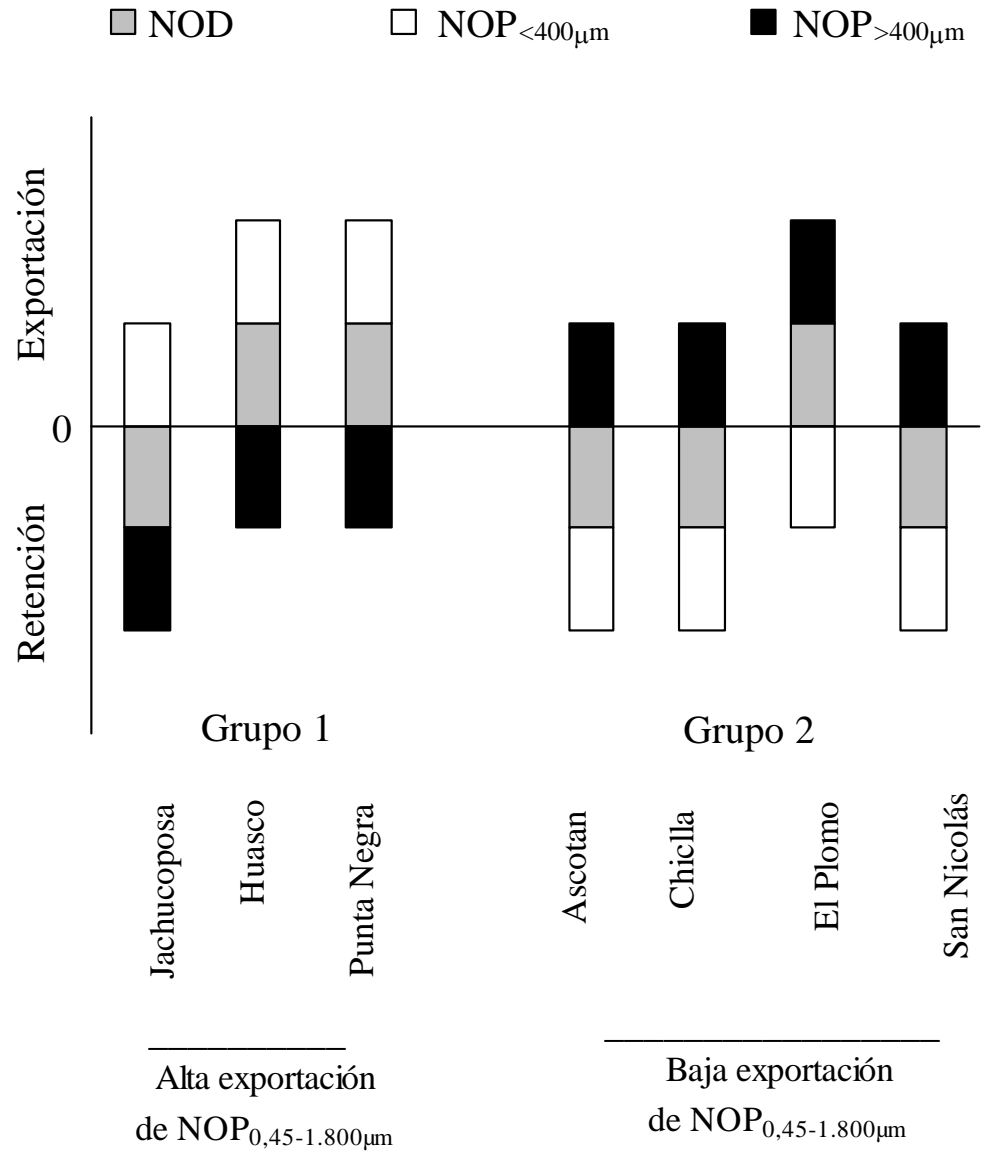 NOD NOP<400µm NOP>400µm
Exportación
0
Retención
Grupo 1 Grupo 2
Jachucoposa
Huasco
Punta Negra
Ascotan
Chiclla
El Plomo
San Nicolás
Alta exportación
de NOP0,45-1.800µm
Baja exportación
de NOP0,45-1.800µm